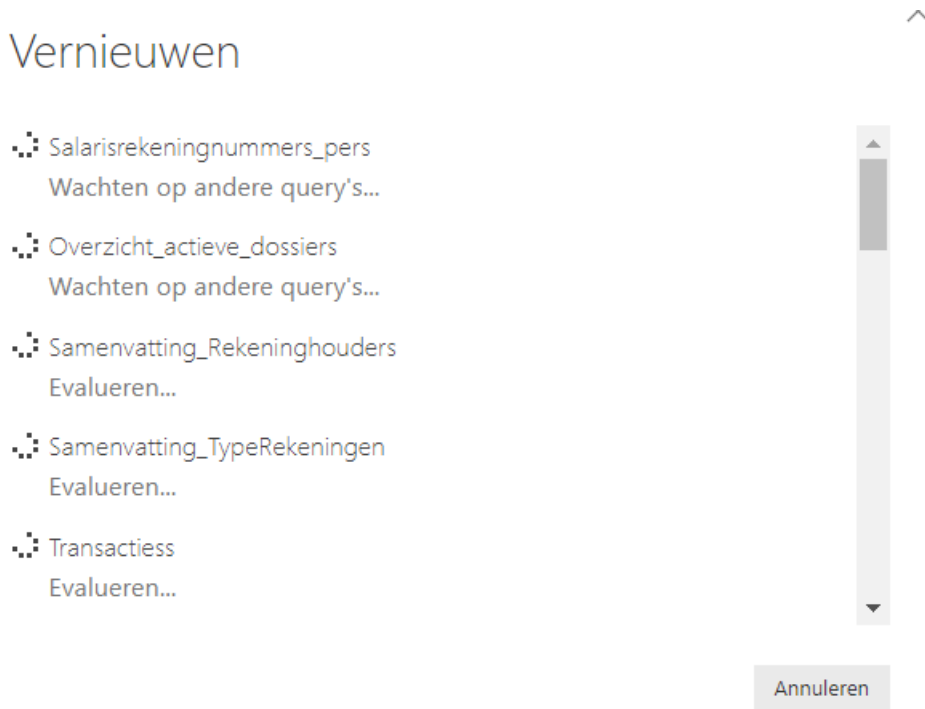 Vernieuwen
Salarisrekeningnummers_pers
Wachten op andere query's...
Overzicht_actieve_dossiers
Wachten op andere query's...
Samenvatting_Rekeninghouders
Evalueren...
Samenvatting_TypeRekeningen
Evalueren...
Transactiess
Evalueren...
Annuleren